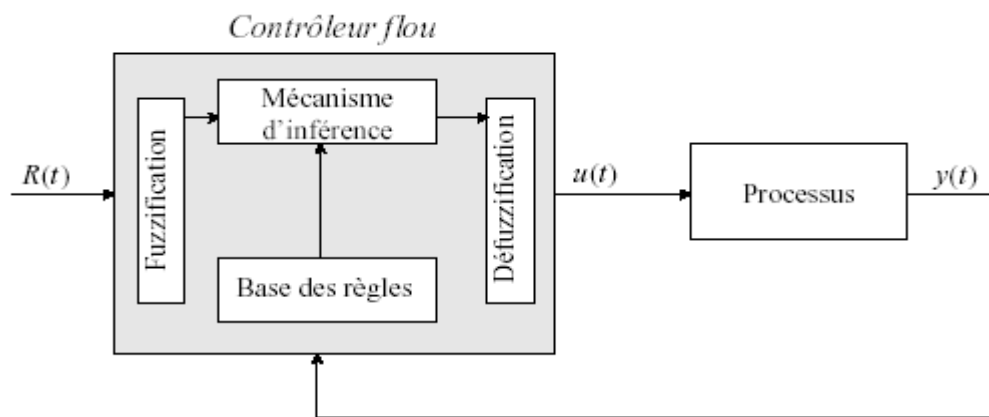 Contrôleur flou
Mécanisme
d'inférence
Fuzzification
Défuzzification
R(t)
u(t)
y(t)
Processus
Base des règles